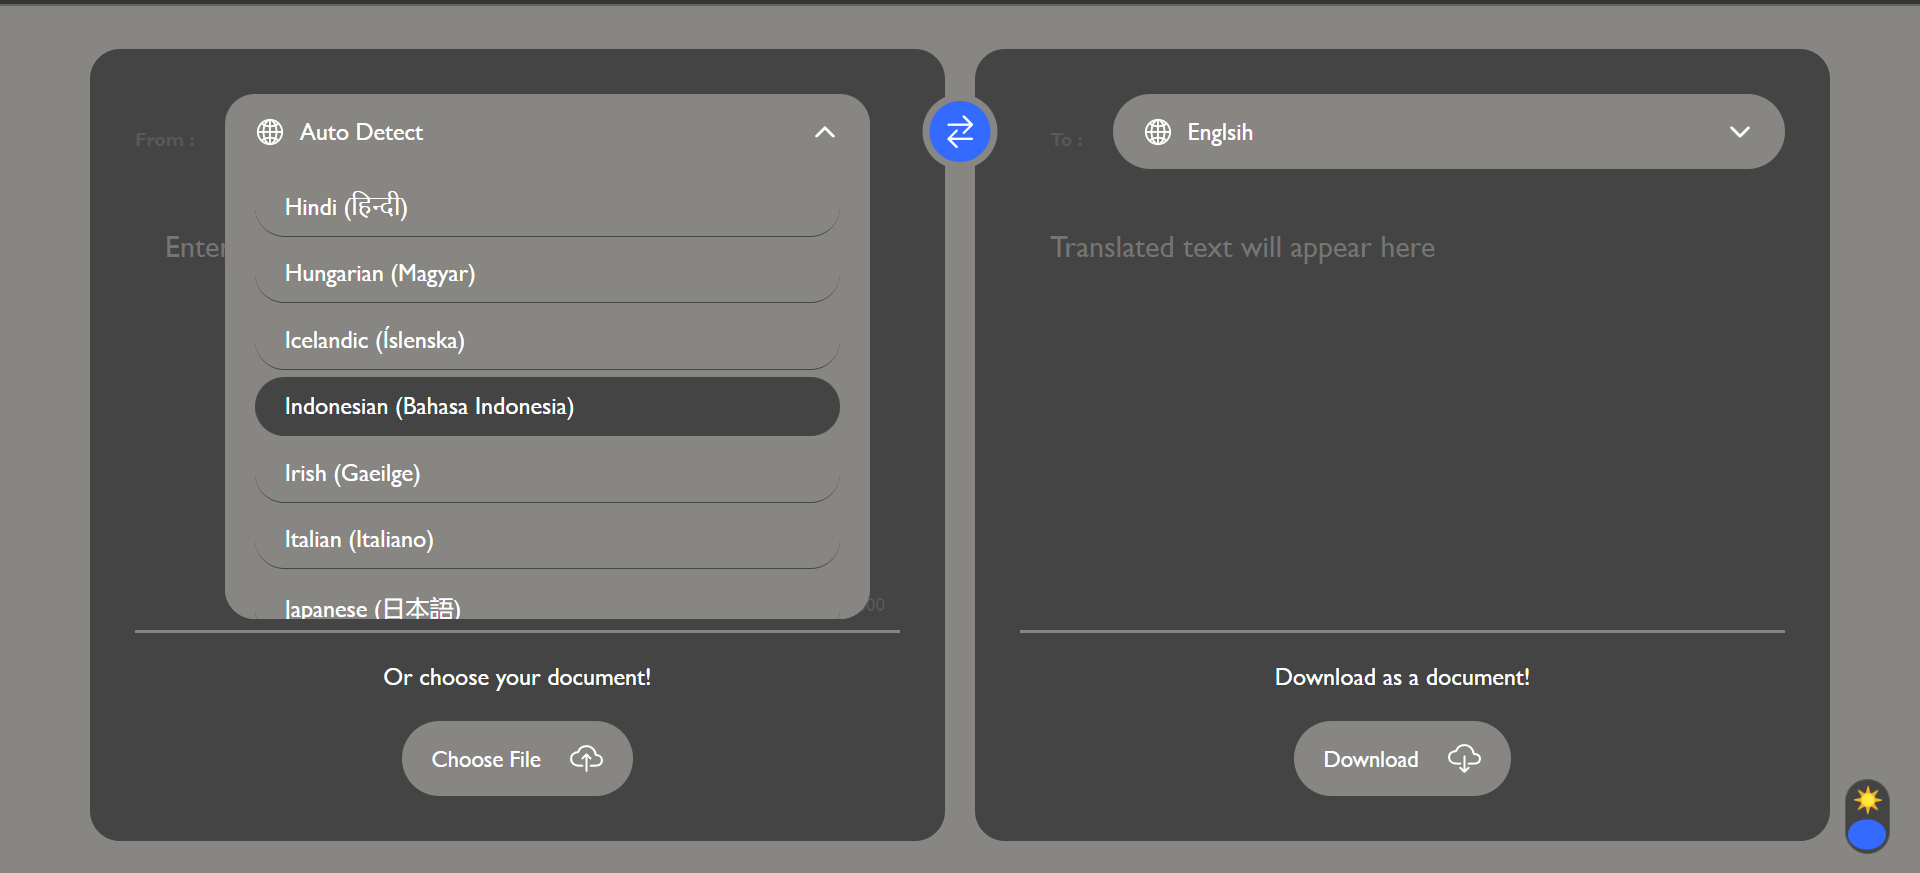 From :
Auto Detect
Hindi (हिन्दी)
Hungarian (Magyar)
Icelandic (Íslenska)
Indonesian (Bahasa Indonesia)
Irish (Gaeilge)
Italian (Italiano)
Japanese (日本語)
Enter
00
Or choose your document!
Choose File
To :
Englsih
Translated text will appear here
Download as a document!
Download